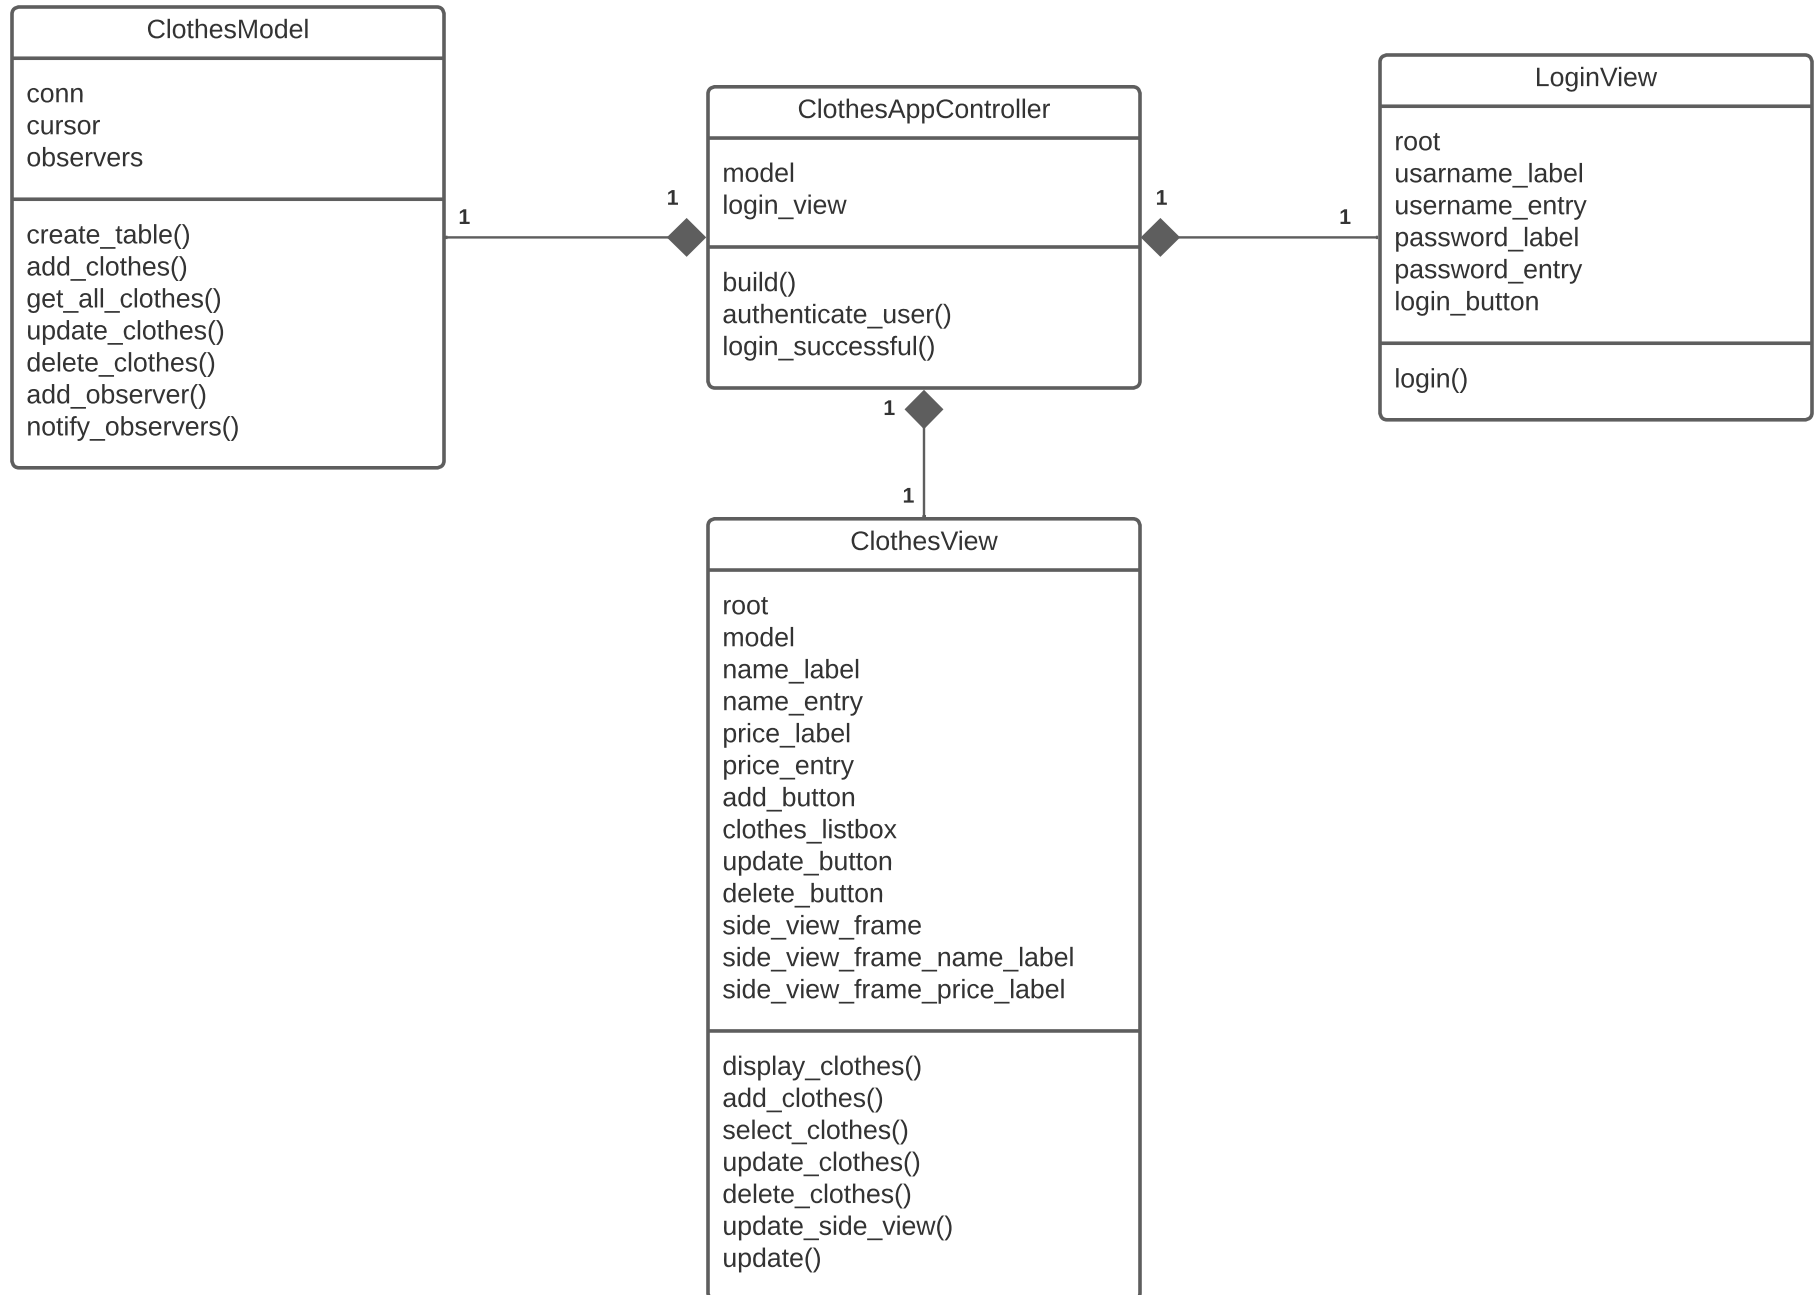 ClothesModel
conn
cursor
observers
create_table()
add_clothes()
get_all_clothes()
update_clothes()
delete_clothes()
add_observer()
notify_observers()
1
1
ClothesAppController
model
login_view
build()
authenticate_user()
login_successful()
1
1
LoginView
root
usarname_label
username_entry
password_label
password_entry
login_button
login()
1
1
ClothesView
root
model
name_label
name_entry
price_label
price_entry
add_button
clothes_listbox
update_button
delete_button
side_view_frame
side_view_frame_name_label
side_view_frame_price_label
display_clothes()
add_clothes()
select_clothes()
update_clothes()
delete_clothes()
update_side_view()
update()